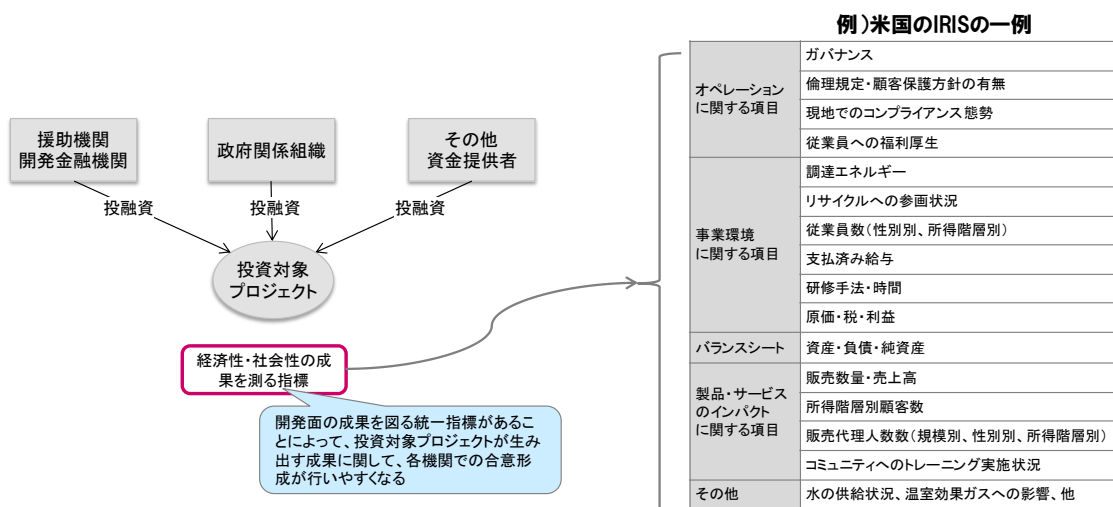 例)米国のIRISの一例
援助機関
開発金融機関
政府関係組織
その他
資金提供者
投融資
投融資
投融資
投資対象
プロジェクト
経済性・社会性の成
果を測る指標
開発面の成果を図る統一指標があるこ
とによって、投資対象プロジェクトが生み
出す成果に関して、各機関での合意形
成が行いやすくなる
オペレーション
に関する項目
ガバナンス
倫理規定・顧客保護方針の有無
現地でのコンプライアンス態勢
従業員への福利厚生
事業環境
に関する項目
調達エネルギー
リサイクルへの参画状況
従業員数(性別別、所得階層別)
支払済み給与
研修手法・時間
原価・税・利益
バランスシート
資産・負債・純資産
製品・サービス
のインパクト
に関する項目
販売数量・売上高
所得階層別顧客数
販売代理人数数(規模別、性別別、所得階層別)
コミュニティへのトレーニング実施状況
その他
水の供給状況、温室効果ガスへの影響、他